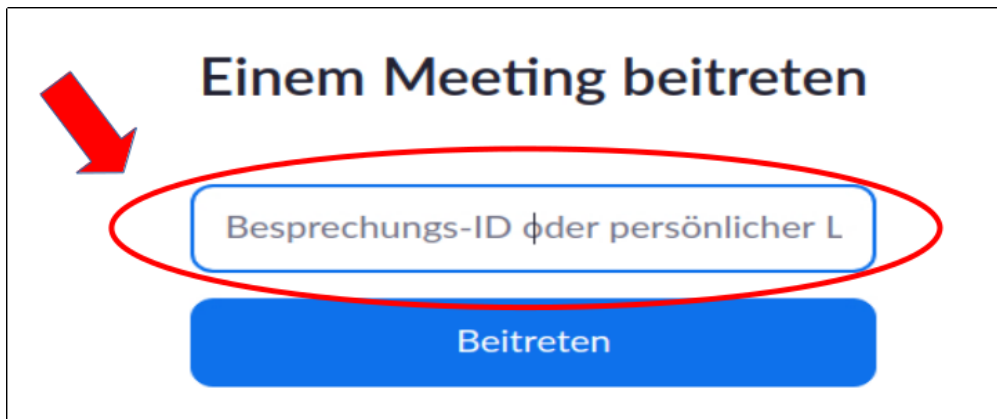 Einem Meeting beitreten
Besprechungs-ID oder persönlicher L
Beitreten